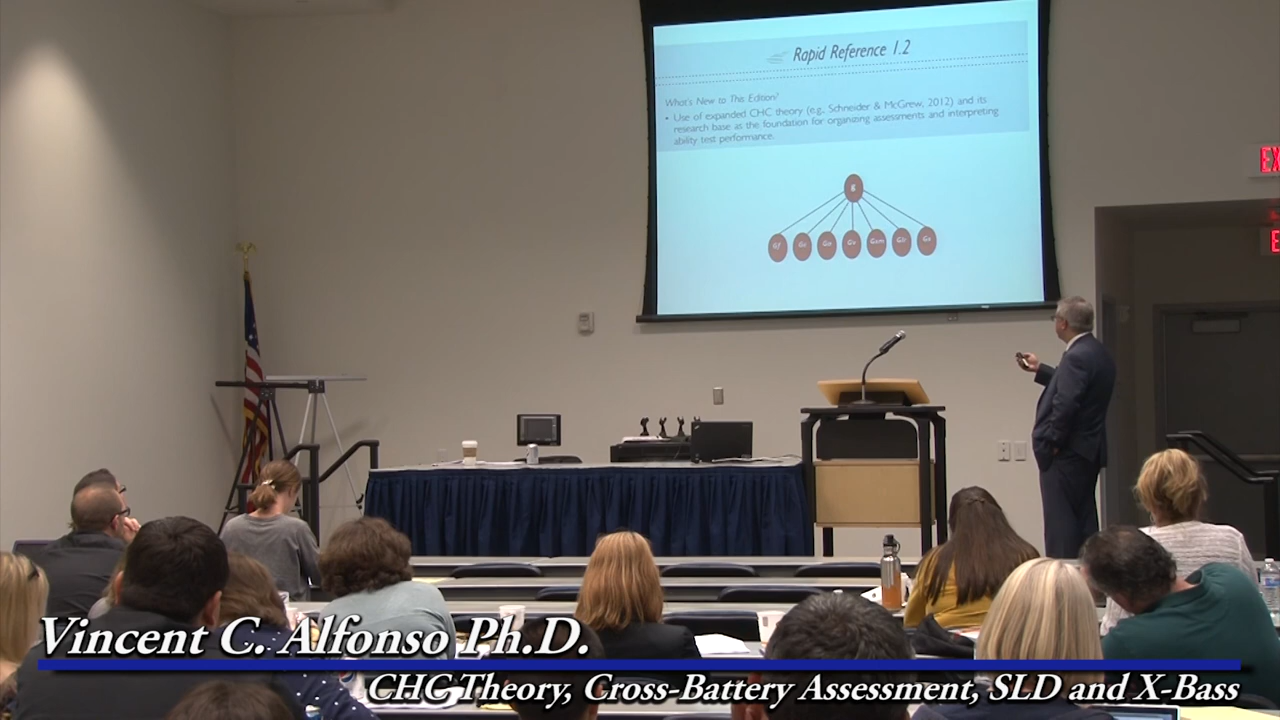 Rapid Reference 1.2
What's New to This Edition?
• Use of expanded CHC theory (e.g., Schneider & McGrew, 2012) and its
research base as the foundation for organizing assessments and interpreting
ability test performance.
g
Gf Gc Ga Gv Gsm Glr Gs
EX
E
Vincent C. Alfonso Ph.D.
CHC Theory, Cross-Battery Assessment, SLD and X-Bass